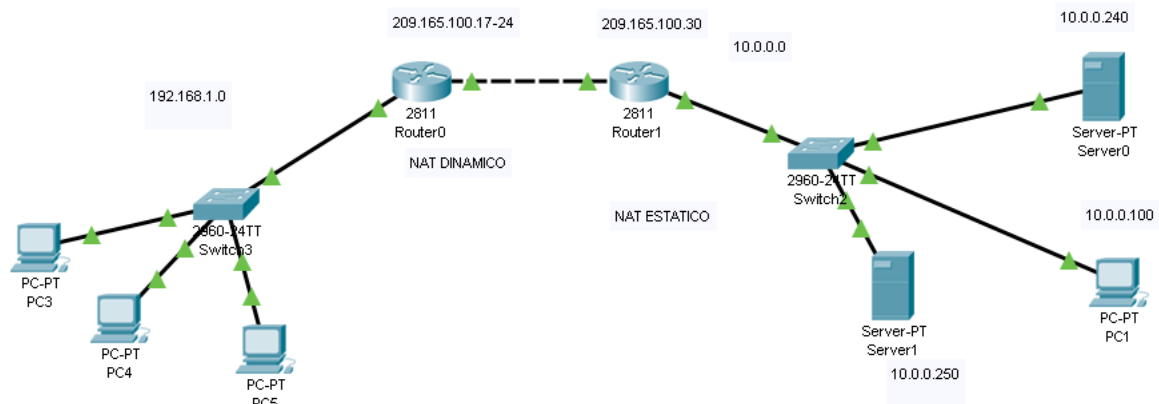 10.0.0.240
209.165.100.17-24
209.165.100.30
10.0.0.0
192.168.1.0
2811
Router0
2811
Router1
Server-PT
Server0
NAT DINAMICO
2960-24TT
Switch2
NAT ESTATICO
10.0.0.100
2960-24TT
Switch3
PC-PT
PC3
PC-PT
PC4
PC-PT
PC5
Server-PT
Server1
PC-PT
PC1
10.0.0.250